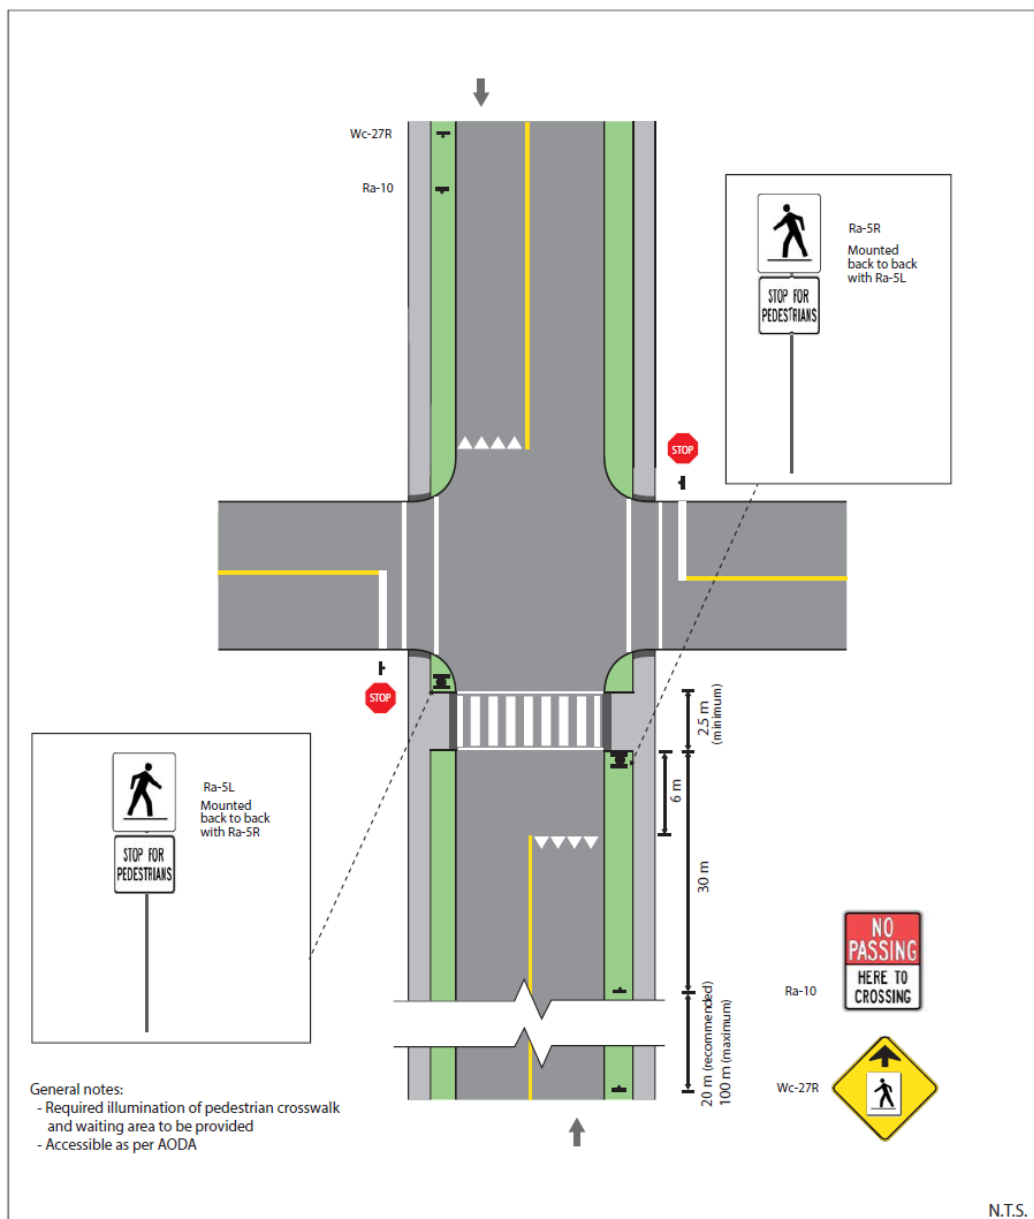 Wc-27R
Ra-10
Ra-5R
Mounted
back to back
with Ra-5L
STOP FOR
PEDESTRIANS
STOP
STOP
2.5 m
(minimum)
6 m
30 m
20 m (recommended)
100 m (maximum)
Ra-5L
Mounted
back to back
with Ra-5R
STOP FOR
PEDESTRIANS
NO
PASSING
HERE TO
CROSSING
Ra-10
Wc-27R
General notes:
- Required illumination of pedestrian crosswalk
and waiting area to be provided
- Accessible as per AODA
N.T.S.